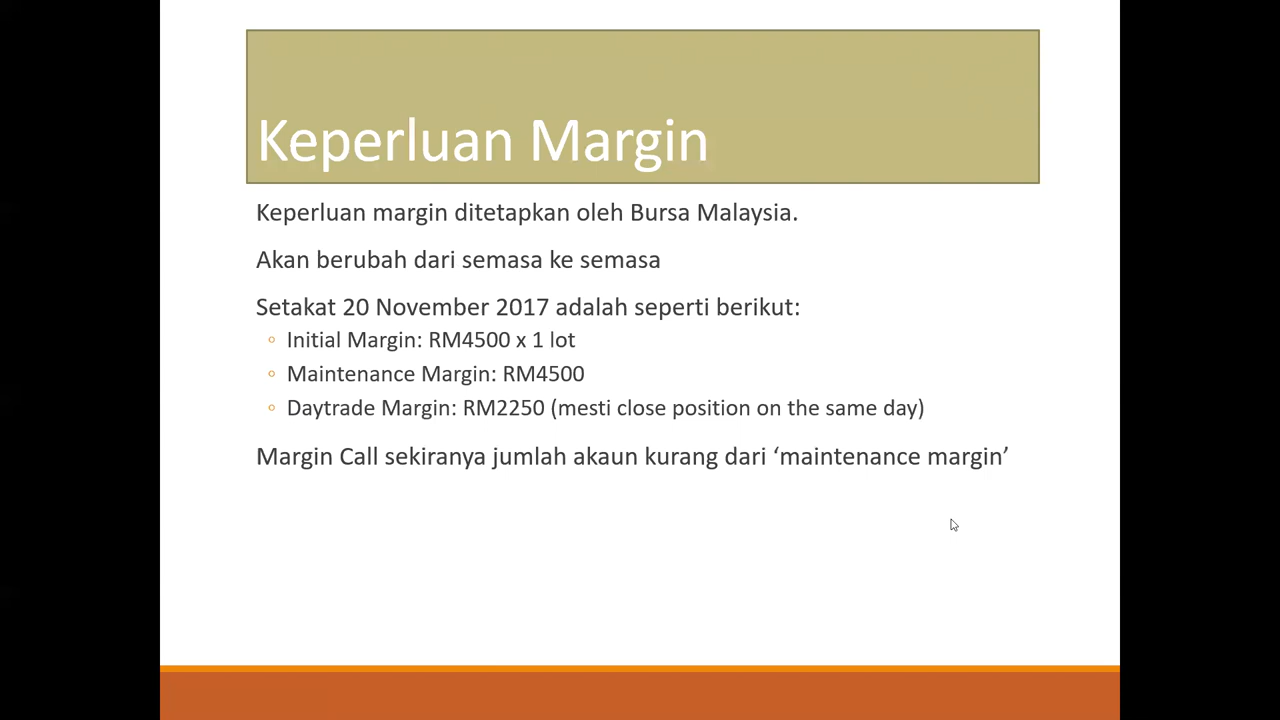 Keperluan Margin
Keperluan margin ditetapkan oleh Bursa Malaysia.
Akan berubah dari semasa ke semasa
Setakat 20 November 2017 adalah seperti berikut:
◦ Initial Margin: RM4500 x 1 lot
◦ Maintenance Margin: RM4500
◦ Daytrade Margin: RM2250 (mesti close position on the same day)
Margin Call sekiranya jumlah akaun kurang dari ‘maintenance margin’